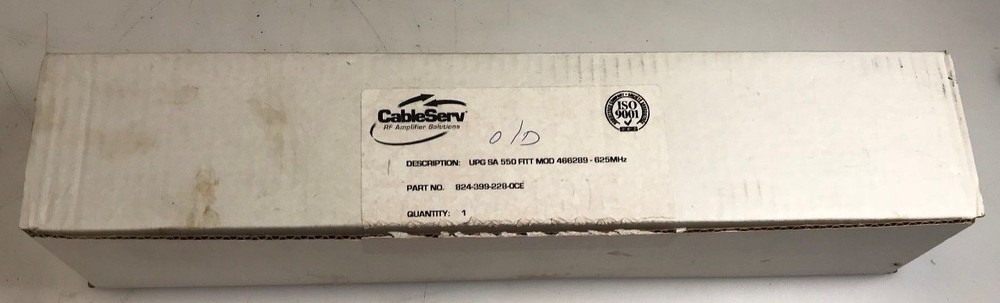 CableServ
RF Amplifier Solutions
ISO
9001
O/D
DESCRIPTION: UPG SA 550 FITT MOD 466289 - 625MHz
PART NO. 824-399-228-0CE
QUANTITY: 1